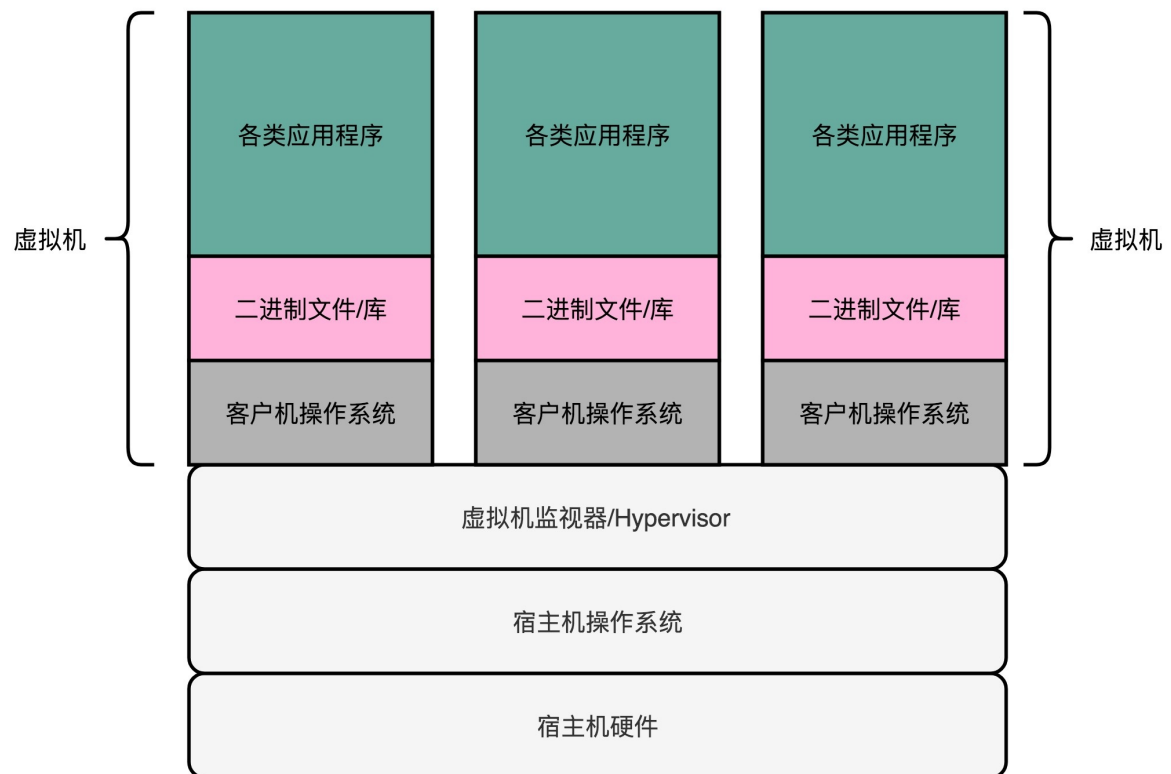 各类应用程序
各类应用程序
各类应用程序
虚拟机
虚拟机
二进制文件/库
二进制文件/库
二进制文件/库
客户机操作系统
客户机操作系统
客户机操作系统
虚拟机监视器/Hypervisor
宿主机操作系统
宿主机硬件